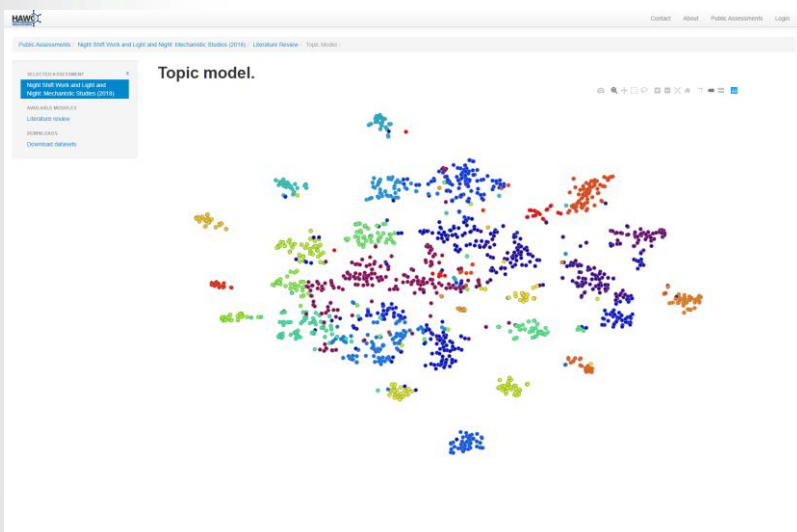 HAWC
Contact About Public Assessments Login
Public Assessments / Night Shift Work and Light and Night: Mechanistic Studies (2018) / Literature Review / Topic Model /
SELECTED ASSESSMENT x
Night Shift Work and Light and
Night: Mechanistic Studies (2018)
AVAILABLE MODULES
Literature review
DOWNLOADS
Download datasets
Topic model.